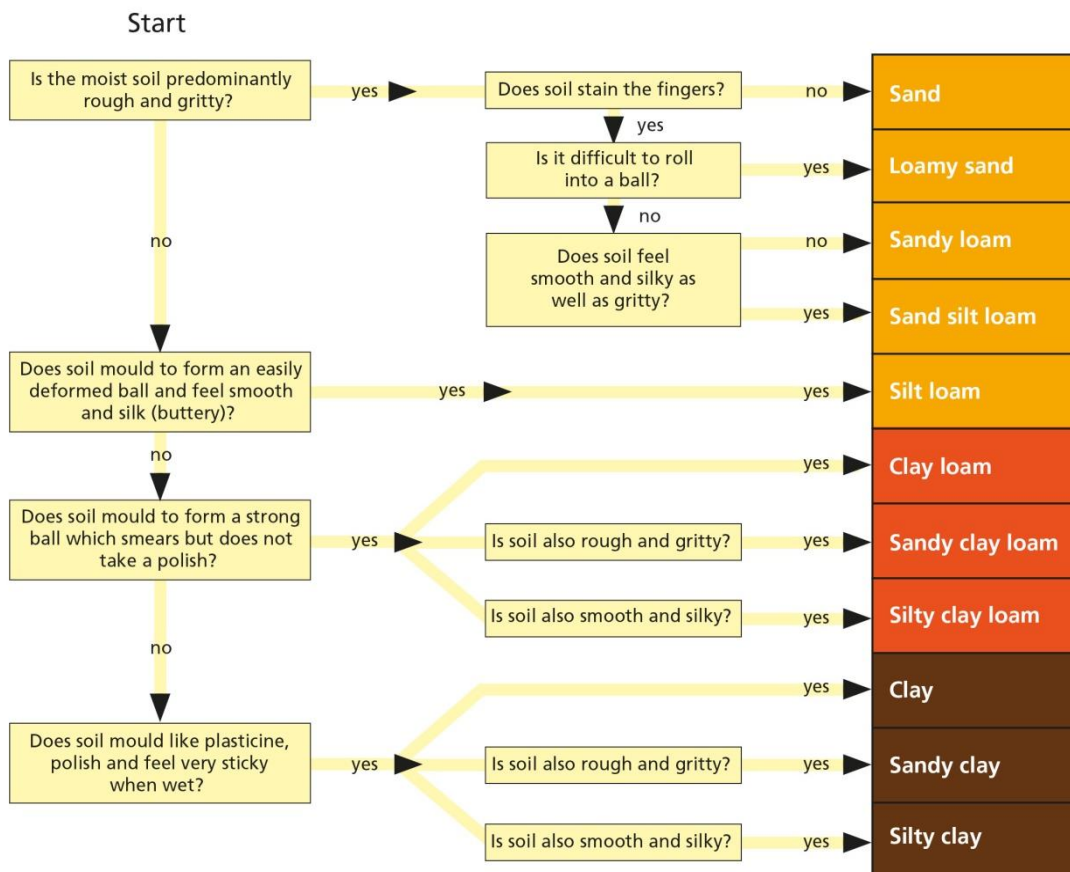 Start
Is the moist soil predominantly
rough and gritty?
yes
Does soil stain the fingers?
no
Sand
yes
Is it difficult to roll
into a ball?
yes
Loamy sand
no
no
Does soil feel
smooth and silky as
well as gritty?
no
Sandy loam
yes
Sand silt loam
Does soil mould to form an easily
deformed ball and feel smooth
and silk (buttery)?
yes
yes
Silt loam
no
yes
Clay loam
Does soil mould to form a strong
ball which smears but does not
take a polish?
yes
Is soil also rough and gritty?
yes
Sandy clay loam
Is soil also smooth and silky?
yes
Silty clay loam
no
yes
Clay
Does soil mould like plasticine,
polish and feel very sticky
when wet?
yes
Is soil also rough and gritty?
yes
Sandy clay
Is soil also smooth and silky?
yes
Silty clay